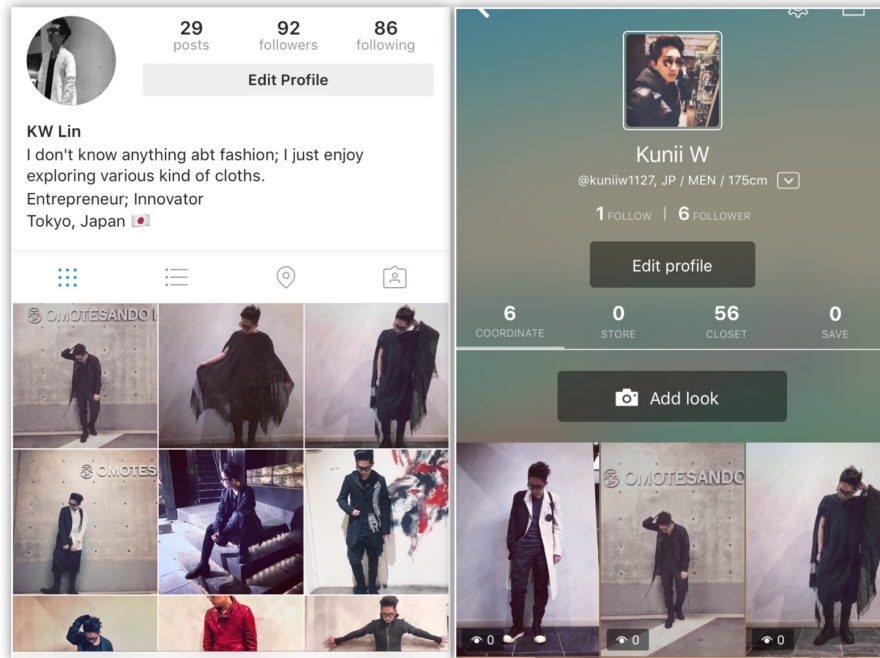 29 92 86
posts followers following
Edit Profile
KW Lin
I don't know anything abt fashion; I just enjoy
exploring various kind of cloths.
Entrepreneur; Innovator
Tokyo, Japan 🇯🇵
OMOTESANDO
OMOTES
Kunii W
@kuniiw1127, JP / MEN / 175cm
1 FOLLOW | 6 FOLLOWER
Edit profile
6 0 56 0
COORDINATE STORE CLOSET SAVE
Add look
OMOTESANDO
0 0 0